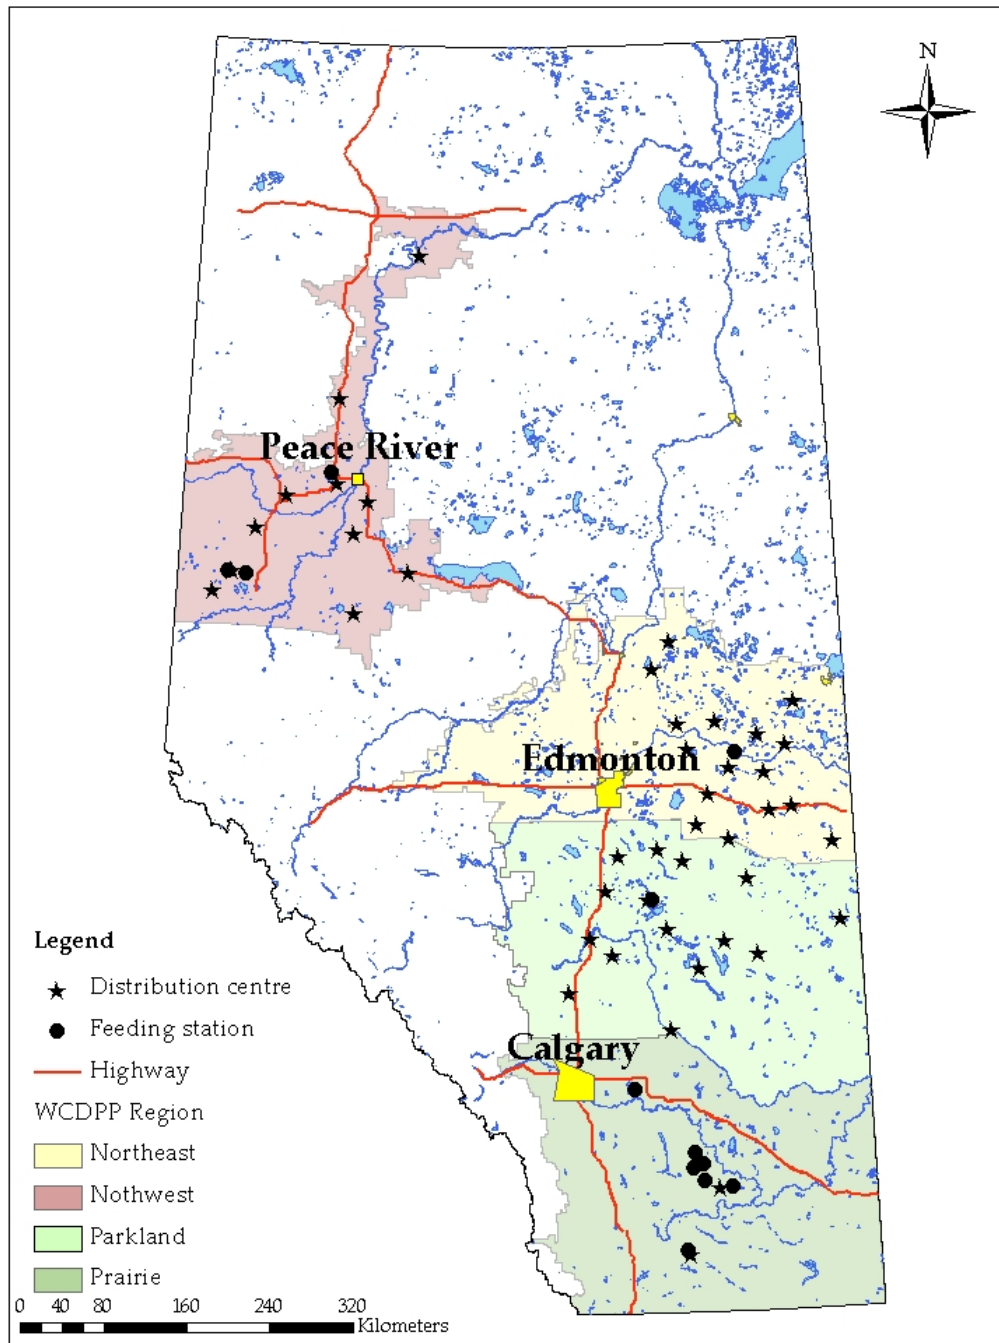 N
Peace River
Edmonton
Calgary
Legend
Distribution centre
Feeding station
Highway
WCDPP Region
Northeast
Nothwest
Parkland
Prairie
0 40 80 160 240 320
Kilometers